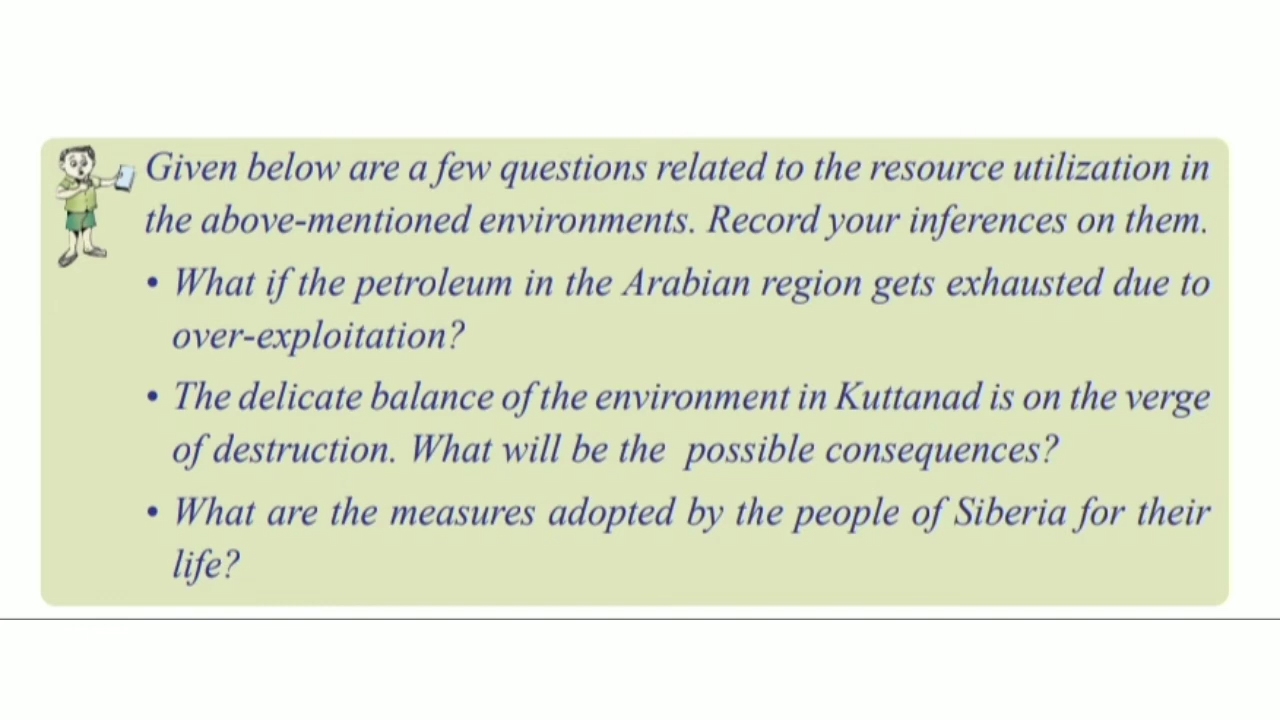 Given below are a few questions related to the resource utilization in
the above-mentioned environments. Record your inferences on them.
• What if the petroleum in the Arabian region gets exhausted due to
over-exploitation?
• The delicate balance of the environment in Kuttanad is on the verge
of destruction. What will be the possible consequences?
• What are the measures adopted by the people of Siberia for their
life?